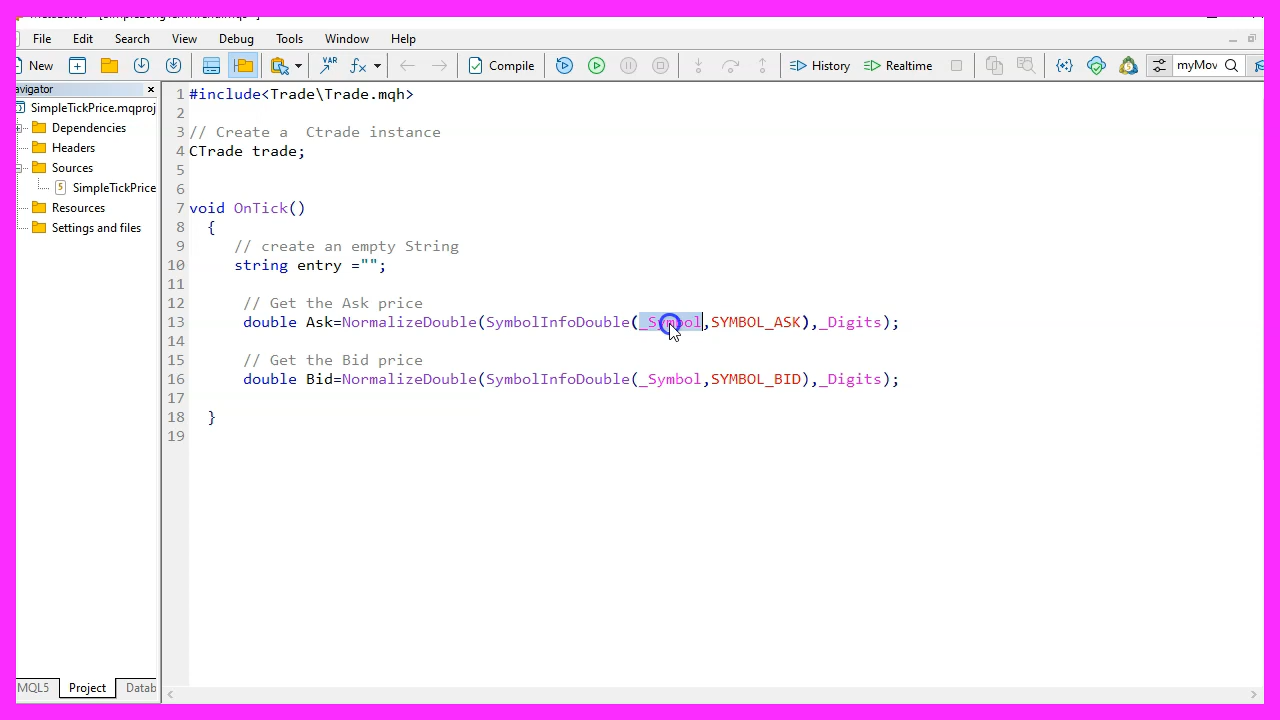 File Edit Search View Debug Tools Window Help
New VAR fx Compile History Realtime myMov
avigator
SimpleTickPrice.mqproj
Dependencies
Headers
Sources
5 SimpleTickPrice
Resources
Settings and files
1 #include<Trade\Trade.mqh>
2
3 // Create a  Ctrade instance
4 CTrade trade;
5
6
7 void OnTick()
8 {
9 // create an empty String
10 string entry ="";
11
12 // Get the Ask price
13 double Ask=NormalizeDouble(SymbolInfoDouble(_Symbol,SYMBOL_ASK),_Digits);
14
15 // Get the Bid price
16 double Bid=NormalizeDouble(SymbolInfoDouble(_Symbol,SYMBOL_BID),_Digits);
17
18 }
19
MQL5 Project Datab